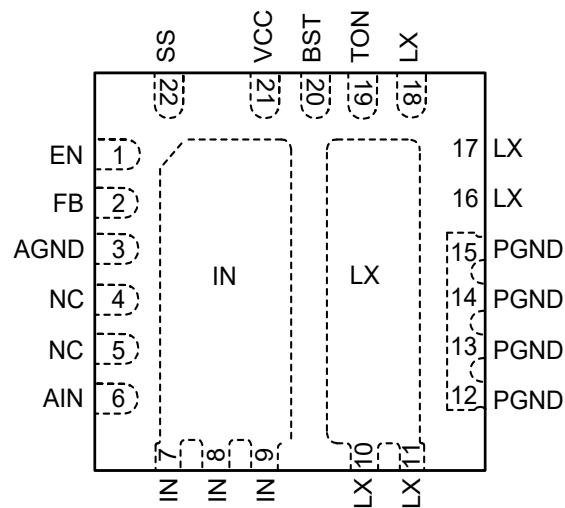 SS VCC BST TON LX
22 21 20 19 18
EN 1
FB 2
AGND 3
NC 4
NC 5
AIN 6
IN
LX
17 LX
16 LX
15 PGND
14 PGND
13 PGND
12 PGND
7 8 9 10 11
IN IN IN LX LX